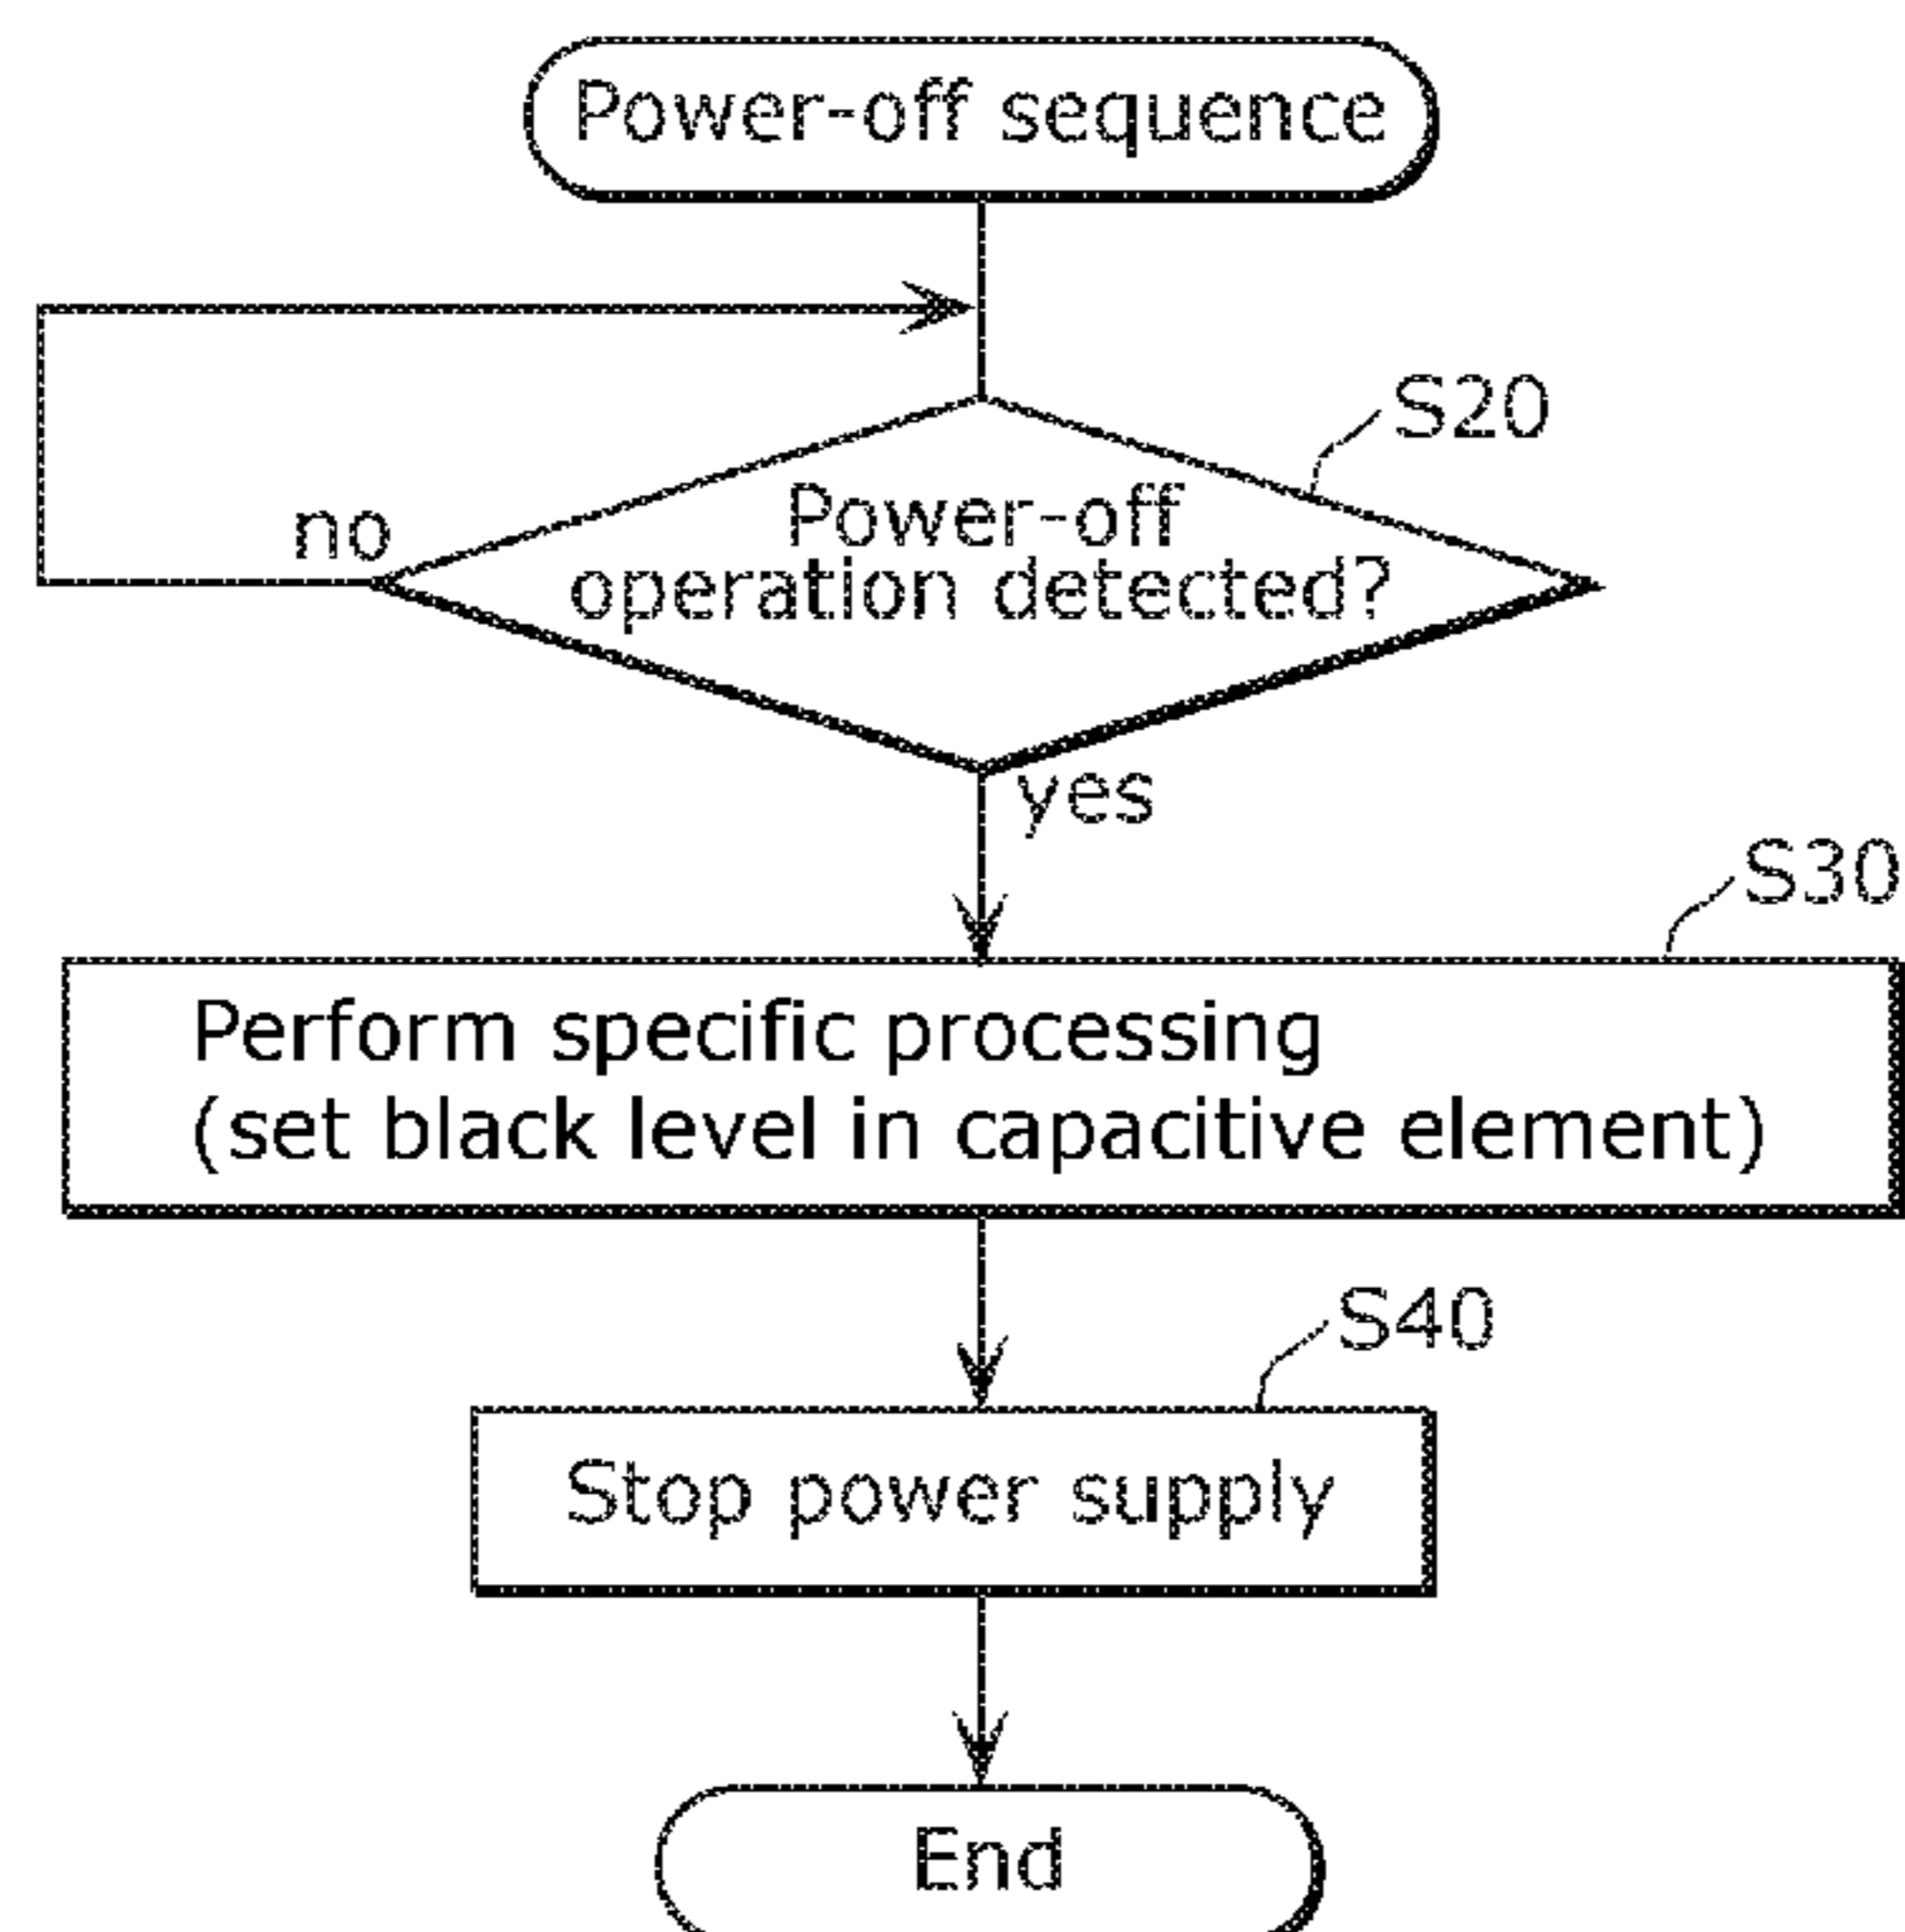 Power-off sequence
S20
no
Power-off
operation detected?
yes
S30
Perform specific processing
(set black level in capacitive element)
S40
Stop power supply
End